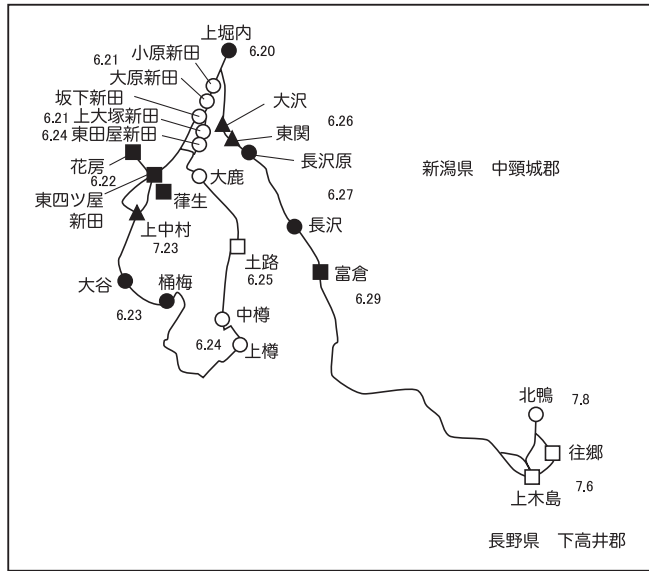 上堀内
小原新田
6.21
6.20
大原新田
坂下新田
6.21 上大塚新田
6.24 東田屋新田
大沢
東関
6.26
長沢原
花房
6.22
東四ツ屋
新田
葎生
大鹿
新潟県 中頸城郡
6.27
長沢
上中村
7.23
土路
6.25
富倉
6.29
大谷
桶梅
6.23
中樽
6.24
上樽
北鴨
7.8
往郷
上木島
7.6
長野県 下高井郡